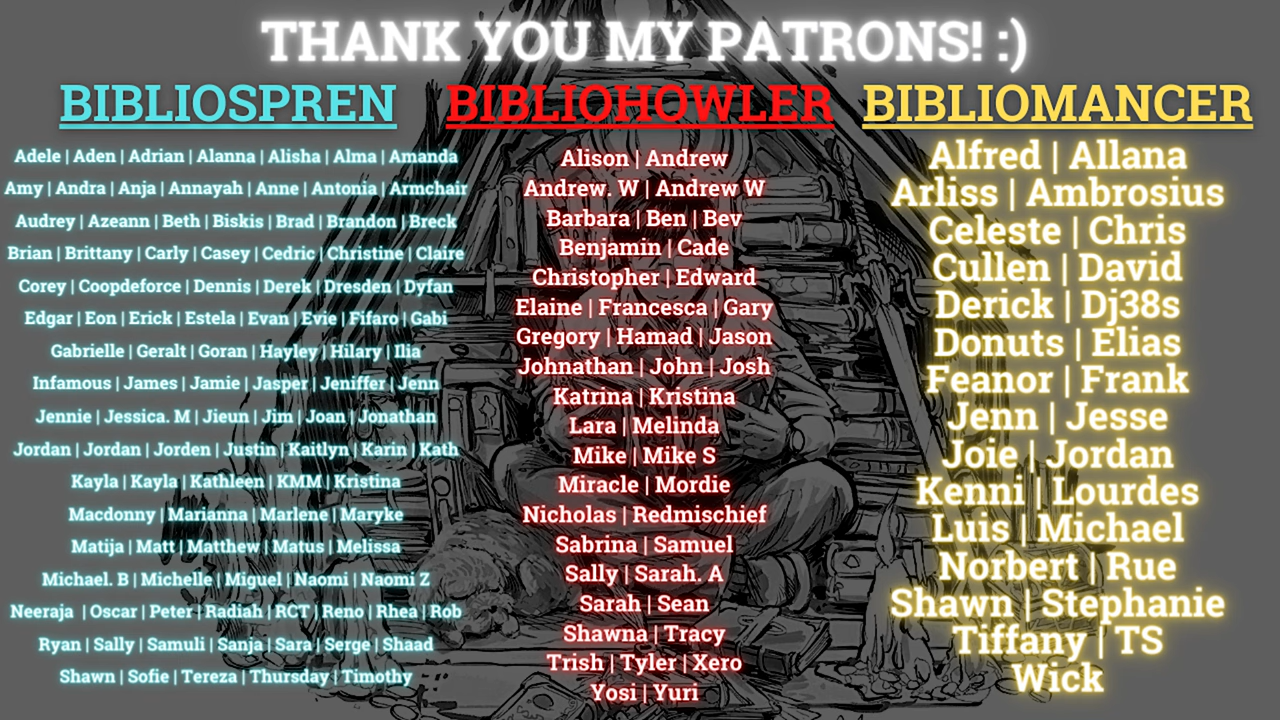 THANK YOU MY PATRONS! :)
BIBLIOSPREN
Adele | Aden | Adrian | Alanna | Alisha | Alma | Amanda
Amy | Andra | Anja | Annayah | Anne | Antonia | Armchair
Audrey | Azeann | Beth | Biskis | Brad | Brandon | Breck
Brian | Brittany | Carly | Casey | Cedric | Christine | Claire
Corey | Coopdeforce | Dennis | Derek | Dresden | Dyfan
Edgar | Eon | Erick | Estela | Evan | Evie | Fifaro | Gabi
Gabrielle | Geralt | Goran | Hayley | Hilary | Ilia
Infamous | James | Jamie | Jasper | Jeniffer | Jenn
Jennie | Jessica. M | Jieun | Jim | Joan | Jonathan
Jordan | Jordan | Jorden | Justin | Kaitlyn | Karin | Kath
Kayla | Kayla | Kathleen | KMM | Kristina
Macdonny | Marianna | Marlene | Maryke
Matija | Matt | Matthew | Matus | Melissa
Michael. B | Michelle | Miguel | Naomi | Naomi Z
Neeraja | Oscar | Peter | Radiah | RCT | Reno | Rhea | Rob
Ryan | Sally | Samuli | Sanja | Sara | Serge | Shaad
Shawn | Sofie | Tereza | Thursday | Timothy
BIBLIOHOWLER
Alison | Andrew
Andrew. W | Andrew W
Barbara | Ben | Bev
Benjamin | Cade
Christopher | Edward
Elaine | Francesca | Gary
Gregory | Hamad | Jason
Johnathan | John | Josh
Katrina | Kristina
Lara | Melinda
Mike | Mike S
Miracle | Mordie
Nicholas | Redmischief
Sabrina | Samuel
Sally | Sarah. A
Sarah | Sean
Shawna | Tracy
Trish | Tyler | Xero
Yosi | Yuri
BIBLIOMANCER
Alfred | Allana
Arliss | Ambrosius
Celeste | Chris
Cullen | David
Derick | Dj38s
Donuts | Elias
Feanor | Frank
Jenn | Jesse
Joie | Jordan
Kenni | Lourdes
Luis | Michael
Norbert | Rue
Shawn | Stephanie
Tiffany | TS
Wick